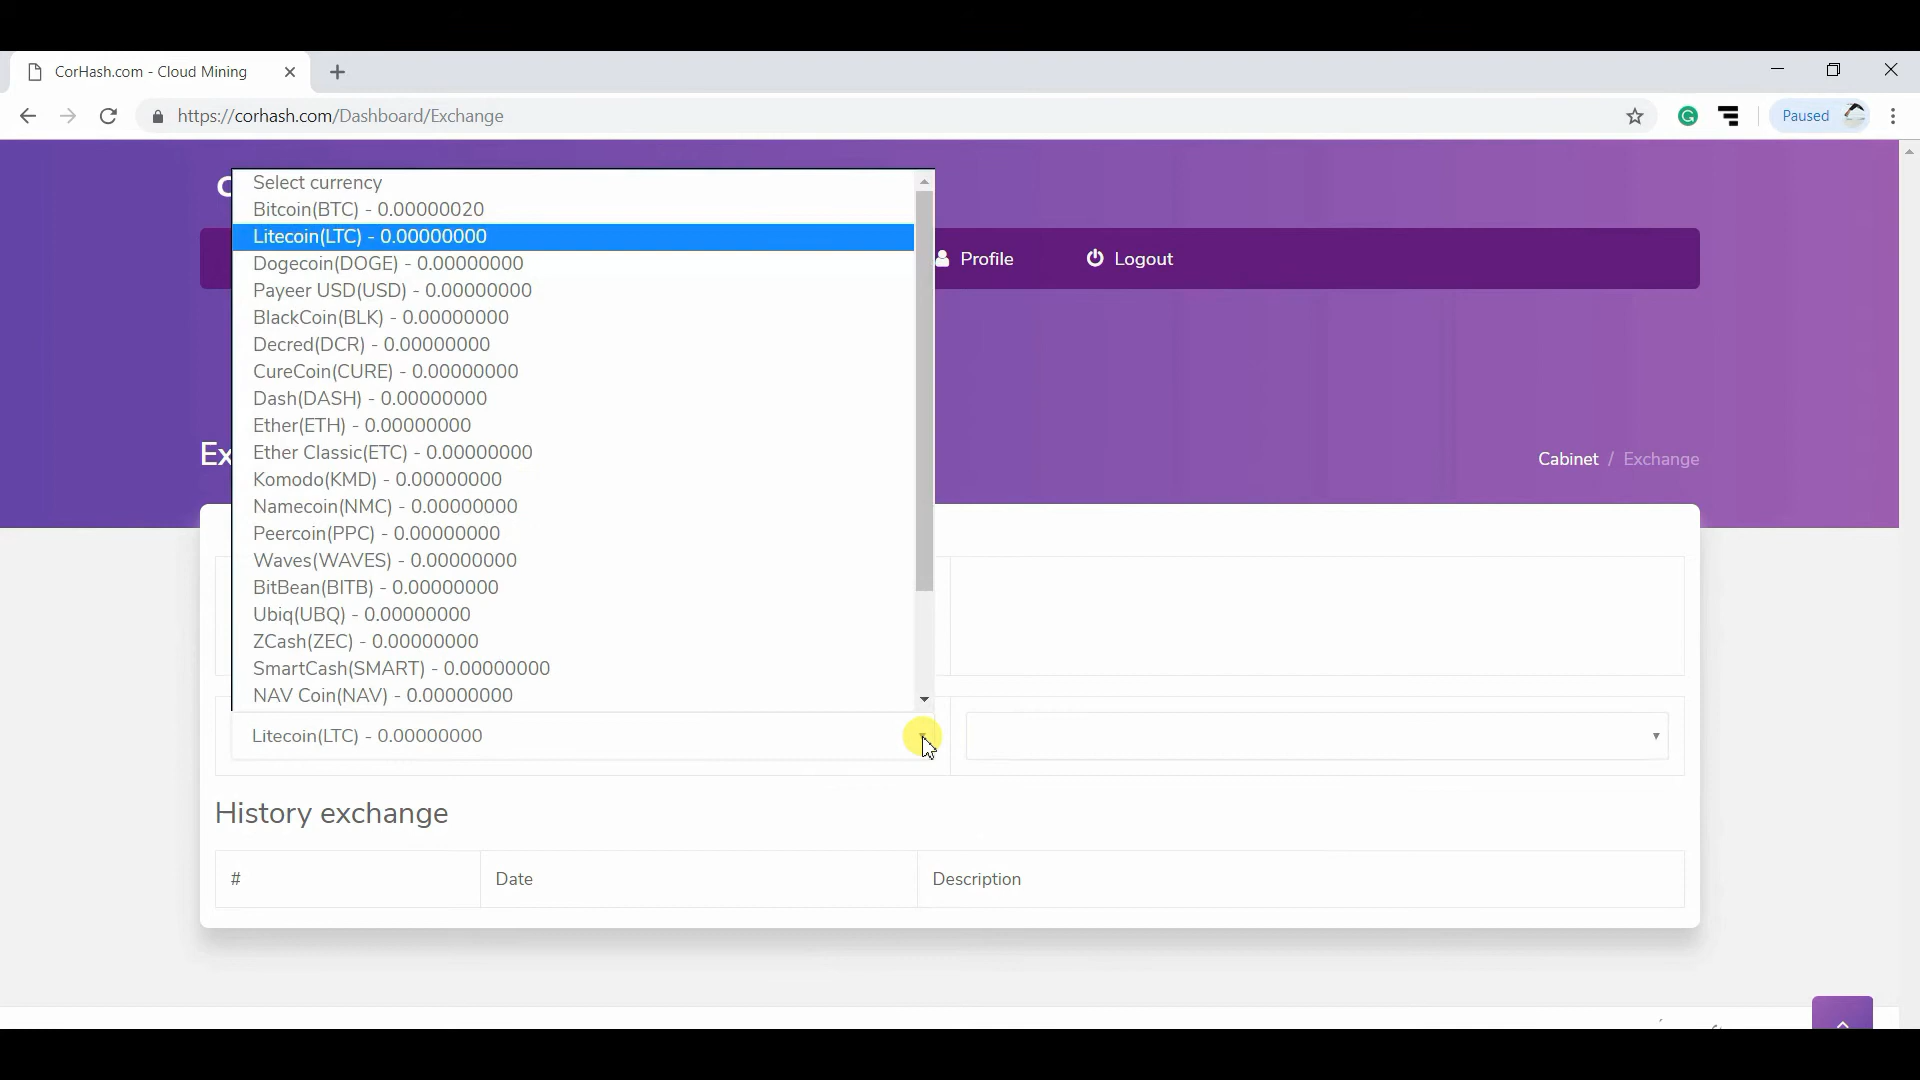 CorHash.com - Cloud Mining
https://corhash.com/Dashboard/Exchange
Paused
Select currency
Bitcoin(BTC) - 0.00000020
Litecoin(LTC) - 0.00000000
Dogecoin(DOGE) - 0.00000000
Payeer USD(USD) - 0.00000000
BlackCoin(BLK) - 0.00000000
Decred(DCR) - 0.00000000
CureCoin(CURE) - 0.00000000
Dash(DASH) - 0.00000000
Ether(ETH) - 0.00000000
Ether Classic(ETC) - 0.00000000
Komodo(KMD) - 0.00000000
Namecoin(NMC) - 0.00000000
Peercoin(PPC) - 0.00000000
Waves(WAVES) - 0.00000000
BitBean(BITB) - 0.00000000
Ubiq(UBQ) - 0.00000000
ZCash(ZEC) - 0.00000000
SmartCash(SMART) - 0.00000000
NAV Coin(NAV) - 0.00000000
Profile
Logout
Ex
Cabinet / Exchange
Litecoin(LTC) - 0.00000000
History exchange
# Date Description